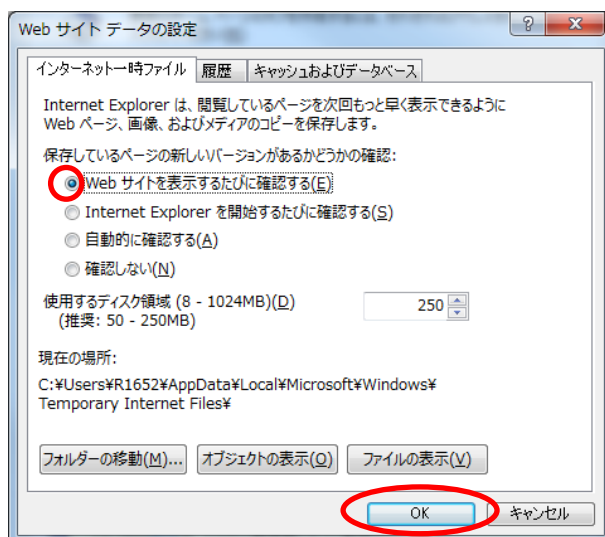 Web サイト データの設定
インターネット一時ファイル 履歴 キャッシュおよびデータベース
Internet Explorer は、閲覧しているページを次回もっと早く表示できるように
Web ページ、画像、およびメディアのコピーを保存します。
保存しているページの新しいバージョンがあるかどうかの確認:
Web サイトを表示するたびに確認する(E)
Internet Explorer を開始するたびに確認する(S)
自動的に確認する(A)
確認しない(N)
使用するディスク領域 (8 - 1024MB)(D) 250
(推奨: 50 - 250MB)
現在の場所:
C:¥Users¥R1652¥AppData¥Local¥Microsoft¥Windows¥
Temporary Internet Files¥
フォルダーの移動(M)... オブジェクトの表示(O) ファイルの表示(V)
OK キャンセル